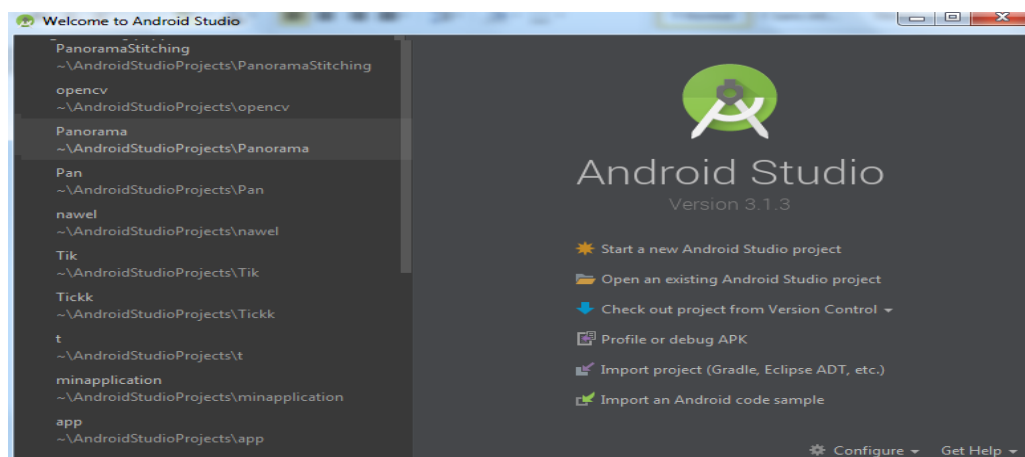 Welcome to Android Studio
PanoramaStitching
~\AndroidStudioProjects\PanoramaStitching
opencv
~\AndroidStudioProjects\opencv
Panorama
~\AndroidStudioProjects\Panorama
Pan
~\AndroidStudioProjects\Pan
nawel
~\AndroidStudioProjects\nawel
Tik
~\AndroidStudioProjects\Tik
Tickk
~\AndroidStudioProjects\Tickk
t
~\AndroidStudioProjects\t
minapplication
~\AndroidStudioProjects\minapplication
app
~\AndroidStudioProjects\app
Android Studio
Version 3.1.3
Start a new Android Studio project
Open an existing Android Studio project
Check out project from Version Control
Profile or debug APK
Import project (Gradle, Eclipse ADT, etc.)
Import an Android code sample
Configure Get Help